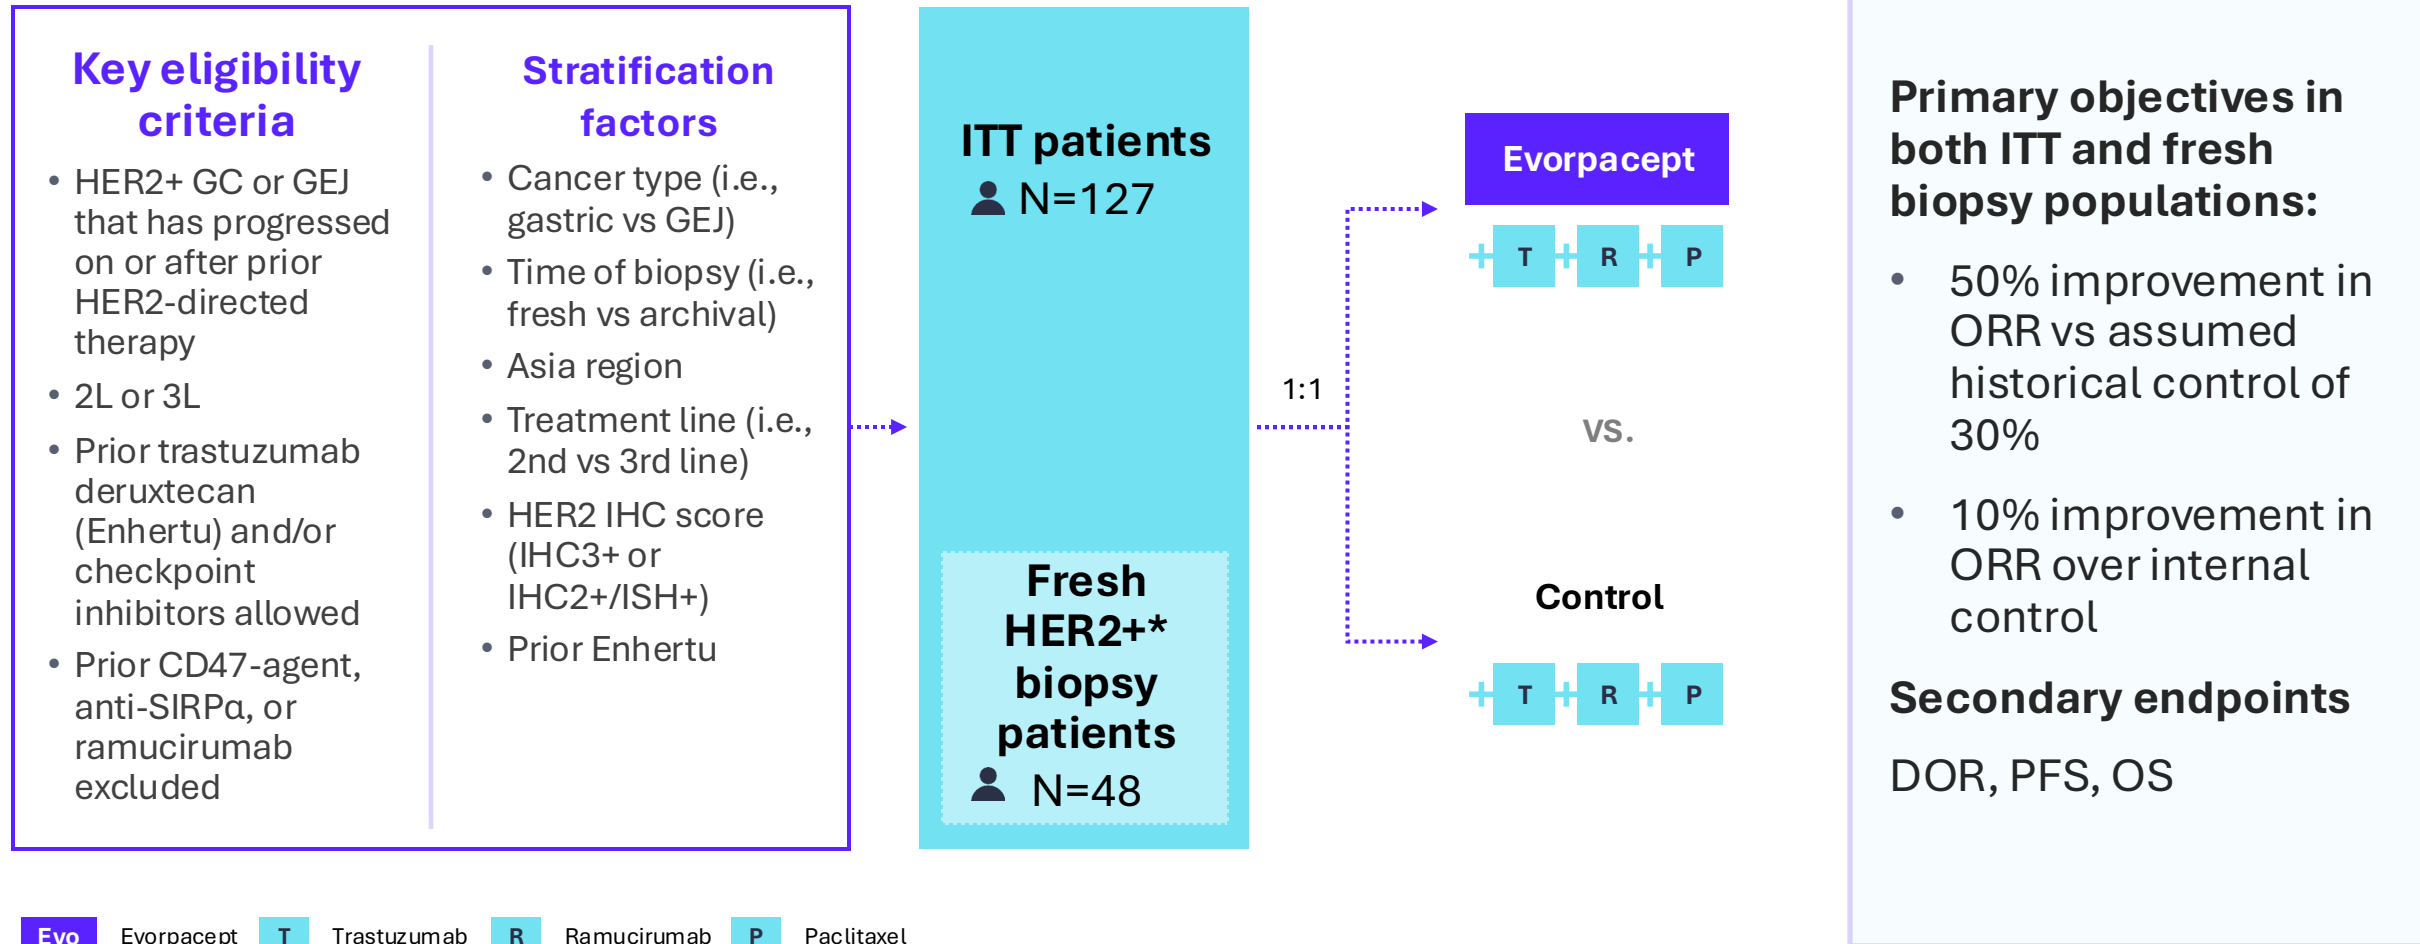 Key eligibility
criteria
• HER2+ GC or GEJ
that has progressed
on or after prior
HER2-directed
therapy
• 2L or 3L
• Prior trastuzumab
deruxtecan
(Enhertu) and/or
checkpoint
inhibitors allowed
• Prior CD47-agent,
anti-SIRPα, or
ramucirumab
excluded
Stratification
factors
• Cancer type (i.e.,
gastric vs GEJ)
• Time of biopsy (i.e.,
fresh vs archival)
• Asia region
• Treatment line (i.e.,
2nd vs 3rd line)
• HER2 IHC score
(IHC3+ or
IHC2+/ISH+)
• Prior Enhertu
ITT patients
N=127
Fresh
HER2+*
biopsy
patients
N=48
1:1
Evorpacept
+ T + R + P
VS.
Control
+ T + R + P
Primary objectives in
both ITT and fresh
biopsy populations:
• 50% improvement in
ORR vs assumed
historical control of
30%
• 10% improvement in
ORR over internal
control
Secondary endpoints
DOR, PFS, OS
Evo Evorpacept T Trastuzumab R Ramucirumab P Paclitaxel